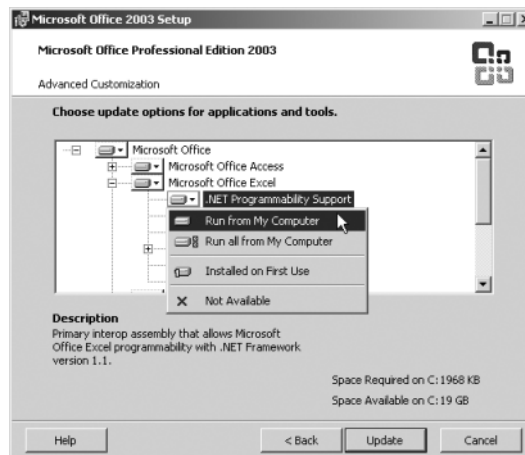 Microsoft Office 2003 Setup
Microsoft Office Professional Edition 2003
Advanced Customization
Choose update options for applications and tools.
Microsoft Office
Microsoft Office Access
Microsoft Office Excel
.NET Programmability Support
Run from My Computer
Run all from My Computer
Installed on First Use
Not Available
Description
Primary interop assembly that allows Microsoft
Office Excel programmability with .NET Framework
version 1.1.
Space Required on C: 1968 KB
Space Available on C: 19 GB
Help
< Back
Update
Cancel